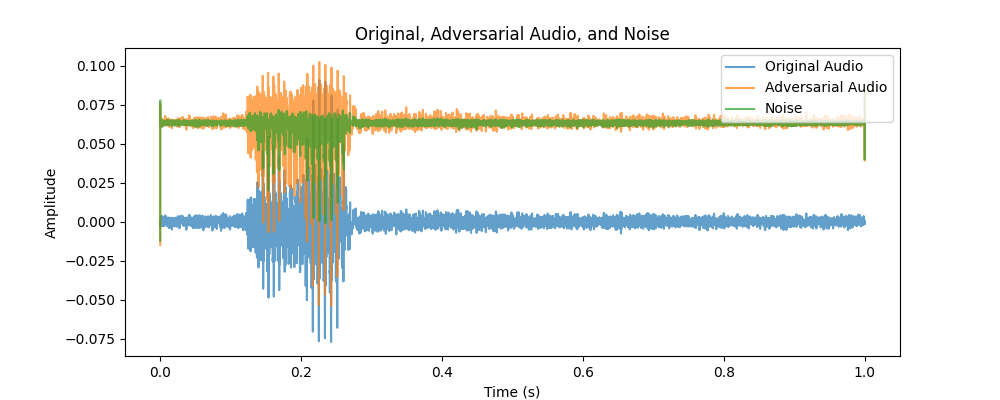 Original, Adversarial Audio, and Noise
Original Audio
Adversarial Audio
Noise
Amplitude
0.100
0.075
0.050
0.025
0.000
−0.025
−0.050
−0.075
0.0 0.2 0.4 0.6 0.8 1.0
Time (s)